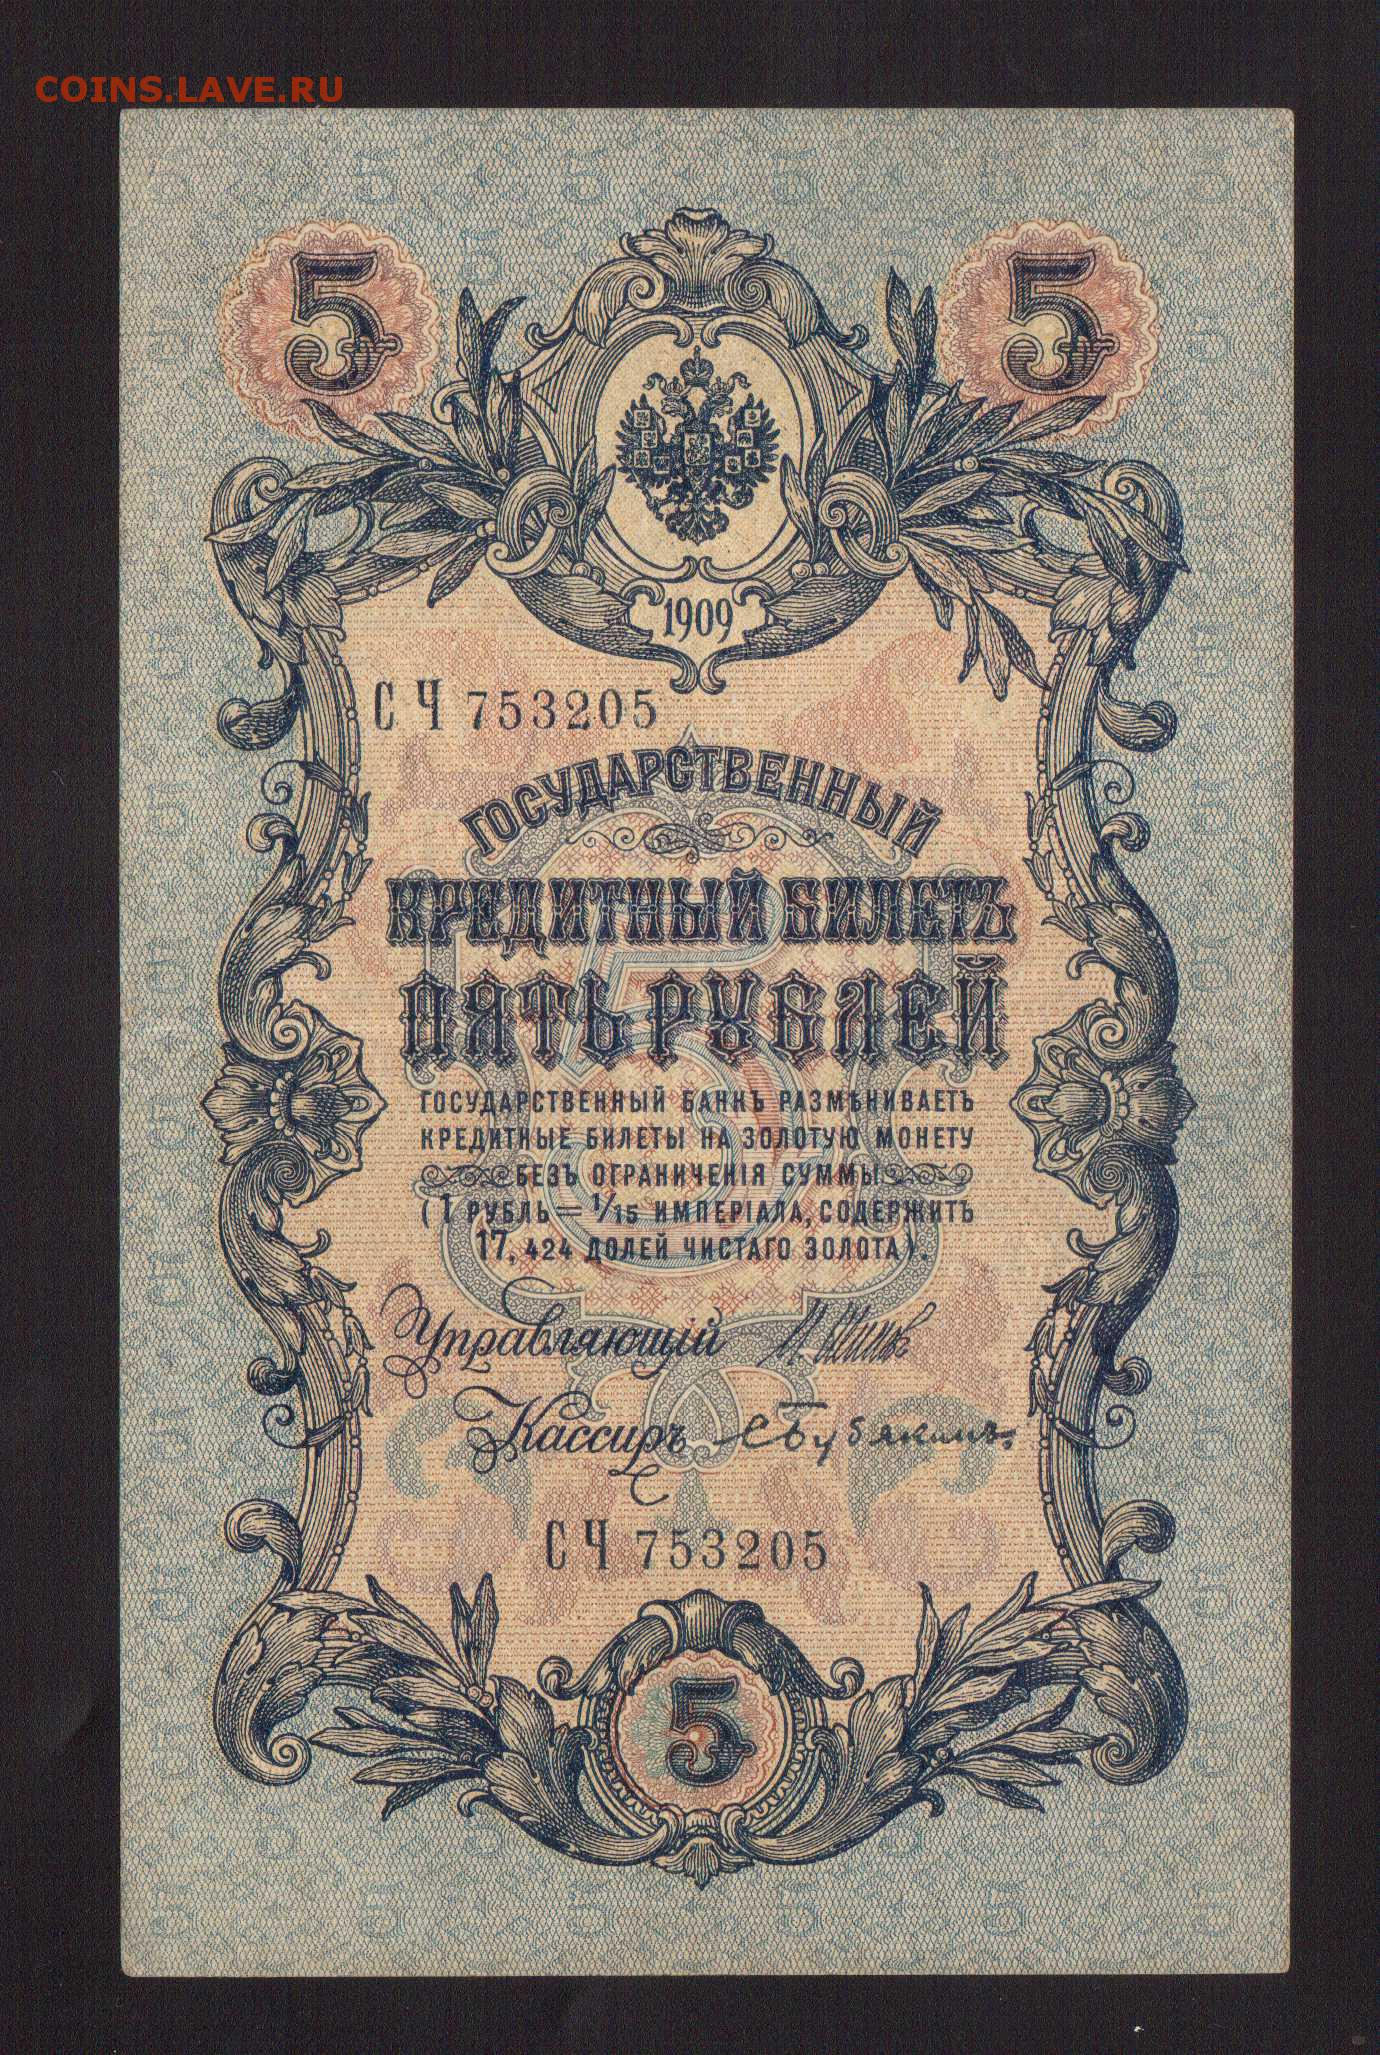 COINS.LAVE.RU
5 5
1909
СЧ 753205
ГОСУДАРСТВЕННЫЙ
КРЕДИТНЫЙ БИЛЕТЪ
ПЯТЬ РУБЛЕЙ
ГОСУДАРСТВЕННЫЙ БАНКЪ РАЗМѢНИВАЕТЪ
КРЕДИТНЫЕ БИЛЕТЫ НА ЗОЛОТУЮ МОНЕТУ
БЕЗЪ ОГРАНИЧЕНІЯ СУММЫ
(1 РУБЛЬ = 1/15 ИМПЕРІАЛА, СОДЕРЖИТЪ
17,424 ДОЛЕЙ ЧИСТАГО ЗОЛОТА).
Управляющій
Кассиръ С Бубякинъ
СЧ 753205
5